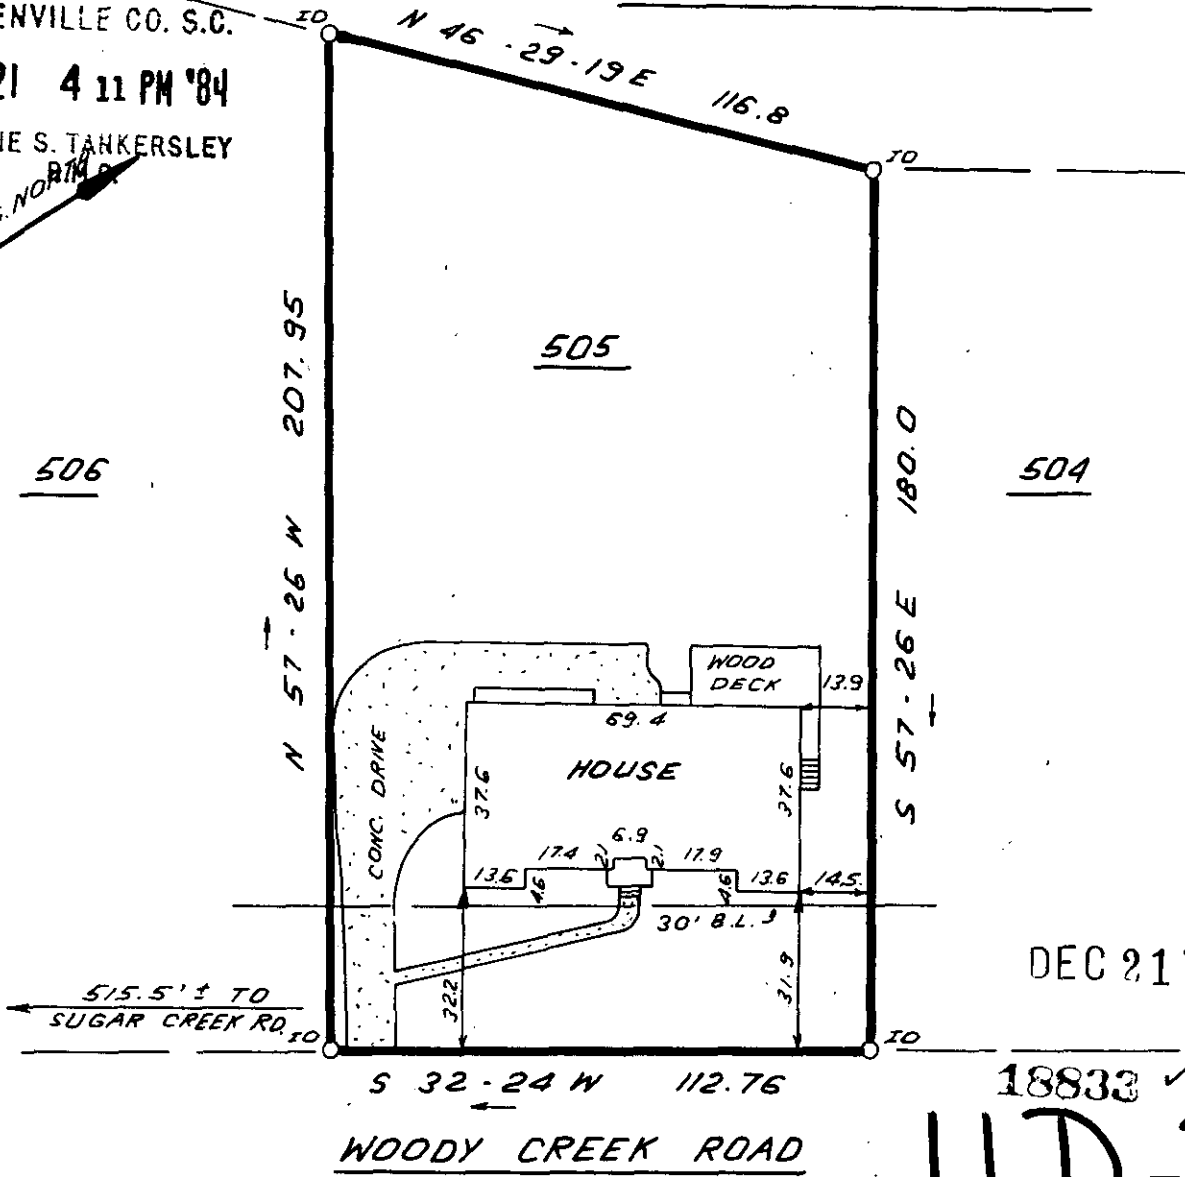 ENVILLE CO. S.C.
21 4 11 PM '84
NE S. TANKERSLEY
R.M.C.
NORTH
IO
N 46-29-19 E 116.8
IO
505
506
504
N 57-26 W 207.95
S 57-26 E 180.0
WOOD
DECK
13.9
69.4
HOUSE
CONC. DRIVE
37.6
37.6
6.9
17.4
2.1
2.1
17.9
13.6
4.6
4.6
13.6
14.5
30' B.L.
32.2
31.9
DEC 21
515.5' ± TO
SUGAR CREEK RD.
IO
IO
S 32-24 W 112.76
18833 ✓
WOODY CREEK ROAD